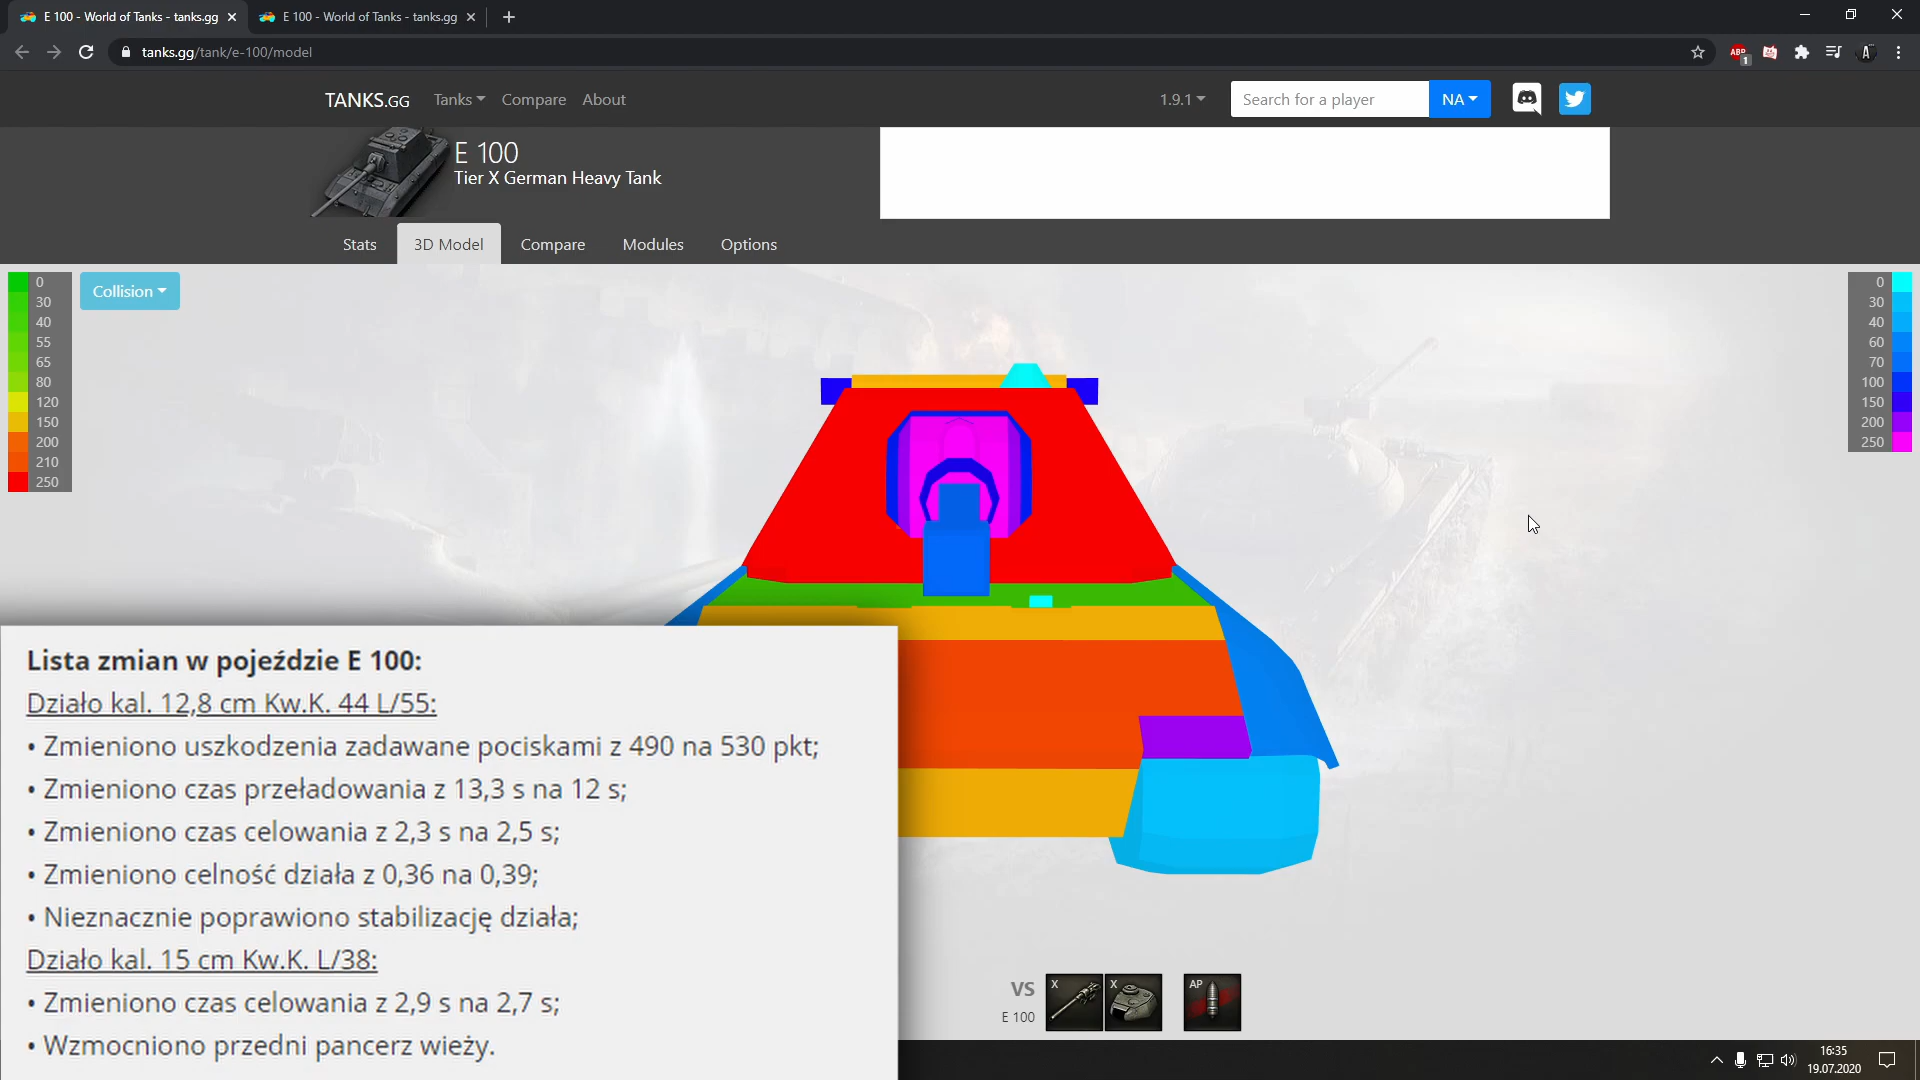 E 100 - World of Tanks - tanks.gg
E 100 - World of Tanks - tanks.gg
tanks.gg/tank/e-100/model
ABP
1
A
TANKS.GG
Tanks
Compare
About
1.9.1
Search for a player
NA
E 100
Tier X German Heavy Tank
Stats
3D Model
Compare
Modules
Options
Collision
0
30
40
55
65
80
120
150
200
210
250
0
30
40
60
70
100
150
200
250
Lista zmian w pojeździe E 100:
Działo kal. 12,8 cm Kw.K. 44 L/55:
• Zmieniono uszkodzenia zadawane pociskami z 490 na 530 pkt;
• Zmieniono czas przeładowania z 13,3 s na 12 s;
• Zmieniono czas celowania z 2,3 s na 2,5 s;
• Zmieniono celność działa z 0,36 na 0,39;
• Nieznacznie poprawiono stabilizację działa;
Działo kal. 15 cm Kw.K. L/38:
• Zmieniono czas celowania z 2,9 s na 2,7 s;
• Wzmocniono przedni pancerz wieży.
VS
E 100
X
X
AP
16:35
19.07.2020